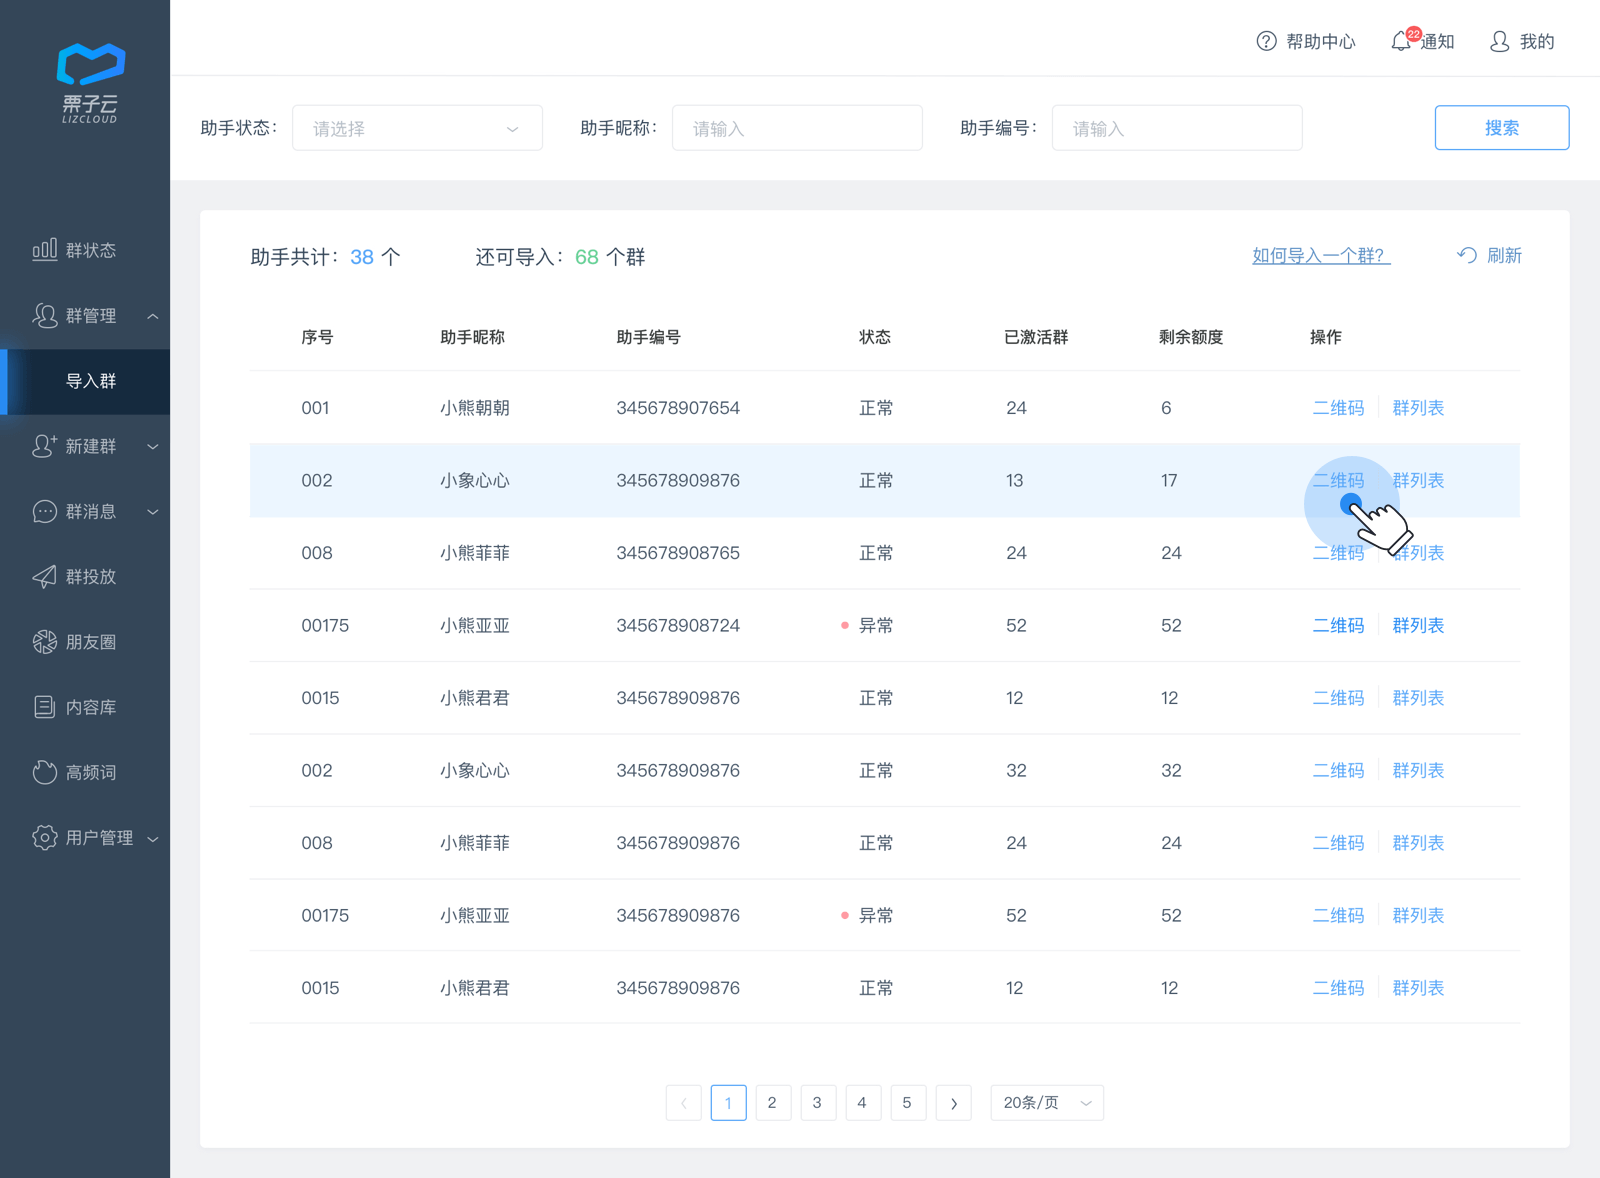 栗子云
LIZCLOUD
群状态
群管理
导入群
新建群
群消息
群投放
朋友圈
内容库
高频词
用户管理
帮助中心 22 通知 我的
助手状态： 请选择 助手昵称： 请输入 助手编号： 请输入 搜索
助手共计： 38 个 还可导入： 68 个群 如何导入一个群？ 刷新
序号 助手昵称 助手编号 状态 已激活群 剩余额度 操作
001 小熊朝朝 345678907654 正常 24 6 二维码 群列表
002 小象心心 345678909876 正常 13 17 二维码 群列表
008 小熊菲菲 345678908765 正常 24 24 二维码 群列表
00175 小熊亚亚 345678908724 异常 52 52 二维码 群列表
0015 小熊君君 345678909876 正常 12 12 二维码 群列表
002 小象心心 345678909876 正常 32 32 二维码 群列表
008 小熊菲菲 345678909876 正常 24 24 二维码 群列表
00175 小熊亚亚 345678909876 异常 52 52 二维码 群列表
0015 小熊君君 345678909876 正常 12 12 二维码 群列表
1 2 3 4 5 20条/页